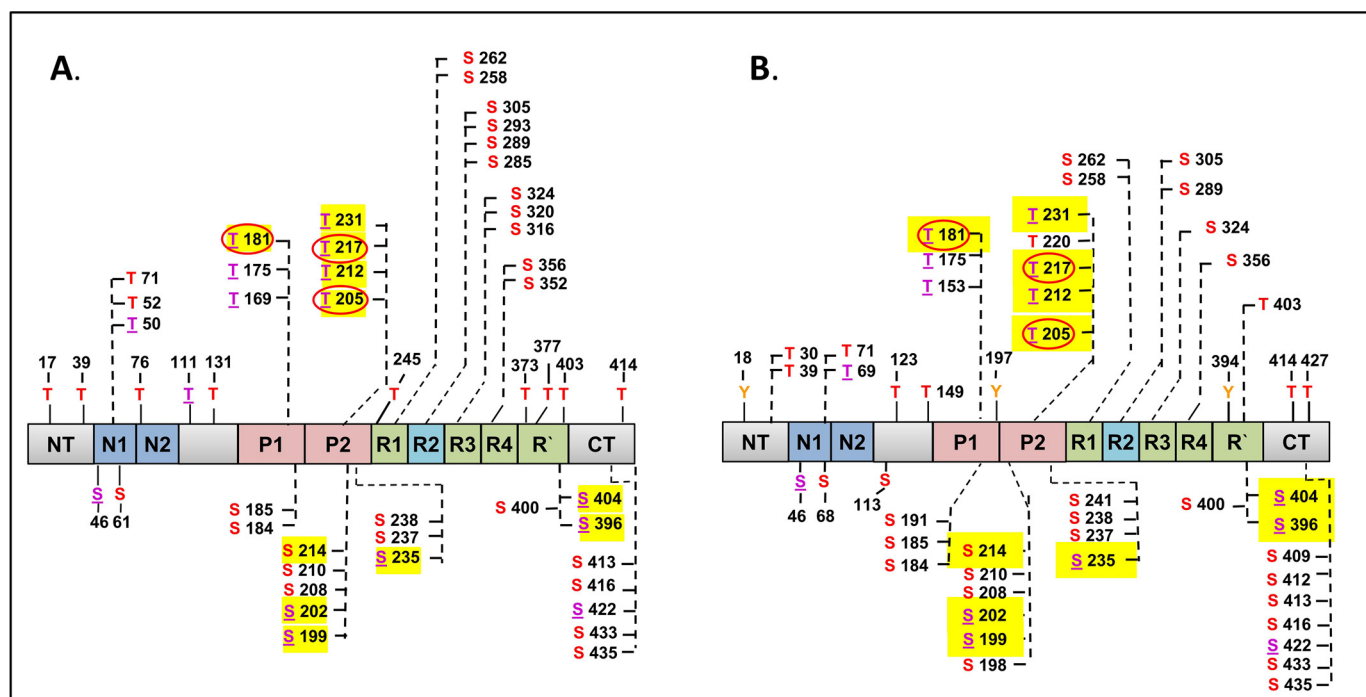 A.
S 262
S 258
S 305
S 293
S 289
S 285
S 324
S 320
S 316
S 356
S 352
T 231
T 217
T 212
T 205
T 181
T 175
T 169
T 71
T 52
T 50
17
39
76
111
131
245
373
377
403
414
T
T
T
T
T
T
T
T
T
T
NT
N1
N2
P1
P2
R1
R2
R3
R4
R`
CT
S
S
46
61
S 185
S 184
S 214
S 210
S 208
S 202
S 199
S 238
S 237
S 235
S 400
S 404
S 396
S 413
S 416
S 422
S 433
S 435
B.
S 262
S 258
S 305
S 289
S 324
S 356
T 403
T 231
T 220
T 217
T 212
T 205
T 181
T 175
T 153
T 30
T 39
T 71
T 69
18
123
T 149
197
394
414 427
Y
T
Y
Y
T T
NT
N1
N2
P1
P2
R1
R2
R3
R4
R`
CT
S
S
S
46
68
113
S 191
S 185
S 184
S 214
S 210
S 208
S 202
S 199
S 198
S 241
S 238
S 237
S 235
S 400
S 404
S 396
S 409
S 412
S 413
S 416
S 422
S 433
S 435